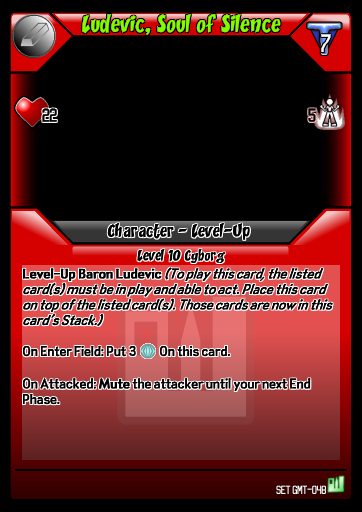 Ludevic, Soul of Silence
7
22
5
Character - Level-Up
Level 10 Cyborg
Level-Up Baron Ludevic (To play this card, the listed
card(s) must be in play and able to act. Place this card
on top of the listed card(s). Those cards are now in this
card's Stack.)
On Enter Field: Put 3 On this card.
On Attacked: Mute the attacker until your next End
Phase.
SET GMT-048